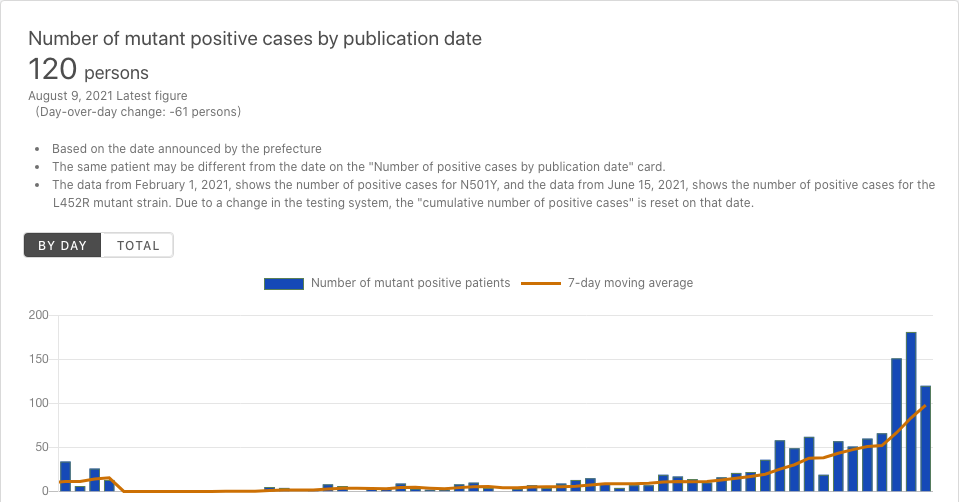 Number of mutant positive cases by publication date
120 persons
August 9, 2021 Latest figure
(Day-over-day change: -61 persons)
• Based on the date announced by the prefecture
• The same patient may be different from the date on the "Number of positive cases by publication date" card.
• The data from February 1, 2021, shows the number of positive cases for N501Y, and the data from June 15, 2021, shows the number of positive cases for the
L452R mutant strain. Due to a change in the testing system, the "cumulative number of positive cases" is reset on that date.
BY DAY TOTAL
Number of mutant positive patients 7-day moving average
200
150
100
50
0